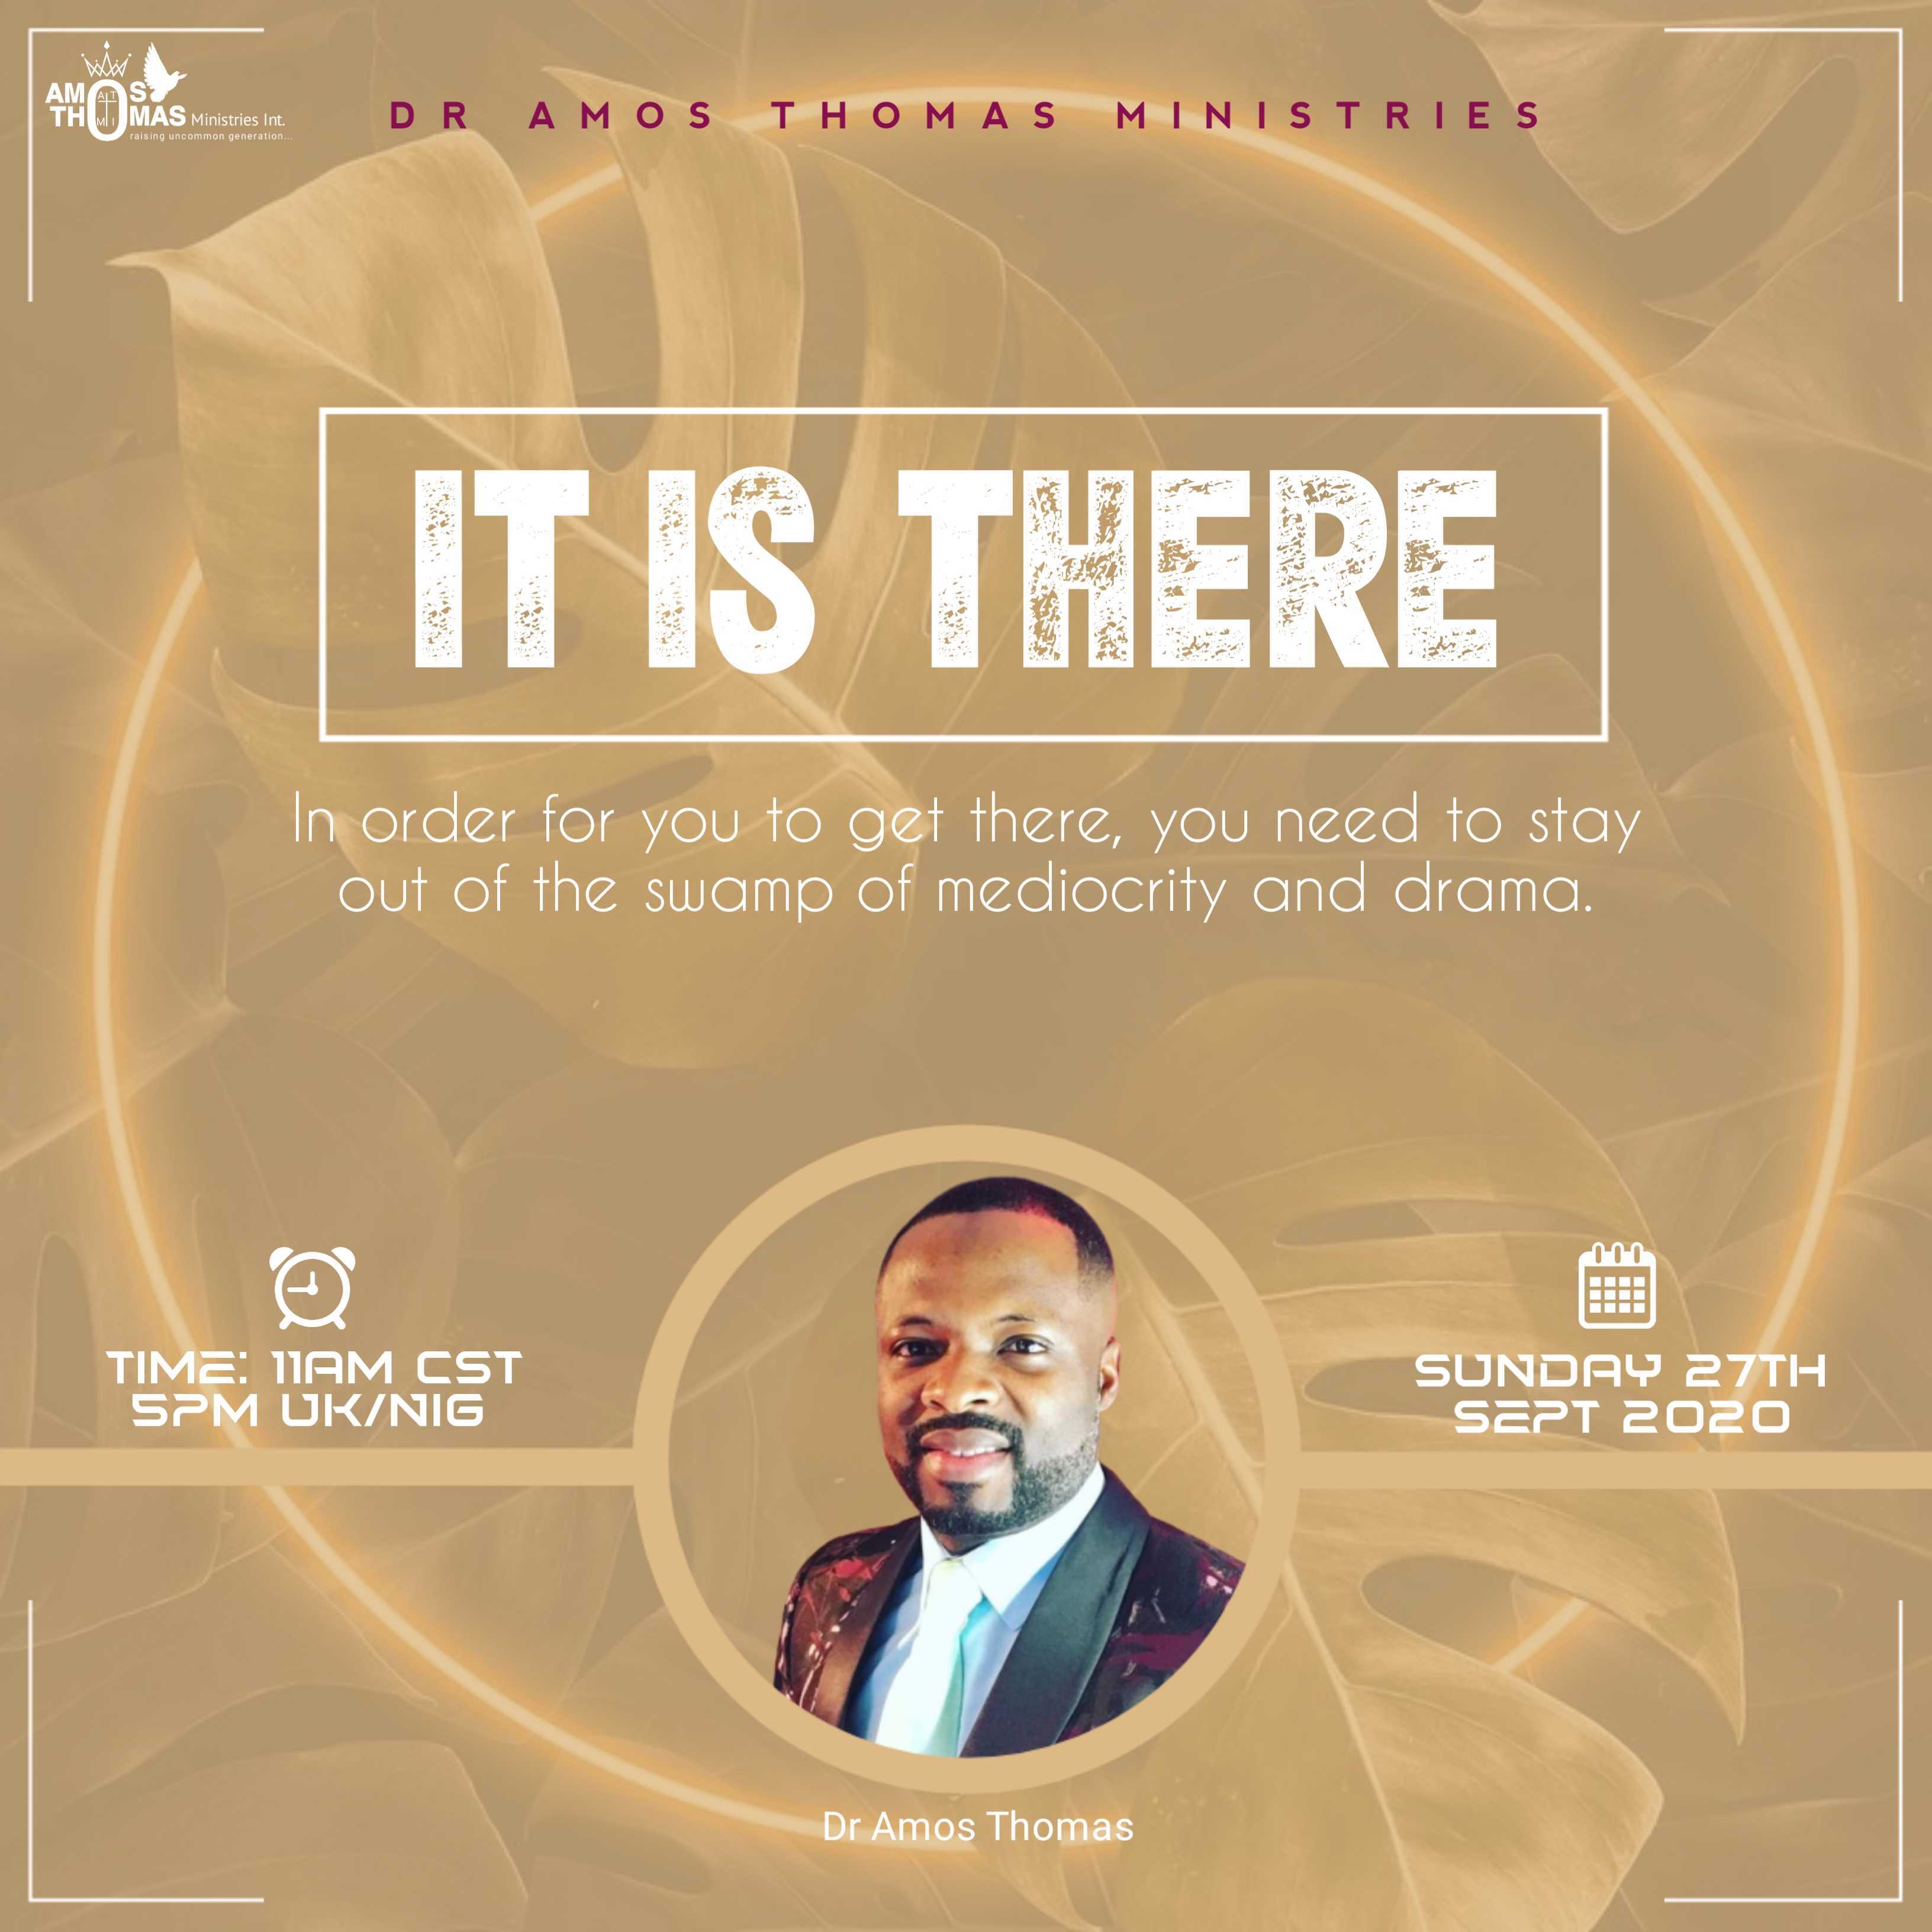 AMOS
THOMAS Ministries Int.
raising uncommon generation...
DR AMOS THOMAS MINISTRIES
IT IS THERE
In order for you to get there, you need to stay
out of the swamp of mediocrity and drama.
TIME: 11AM CST
5PM UK/NIG
SUNDAY 27TH
SEPT 2020
Dr Amos Thomas